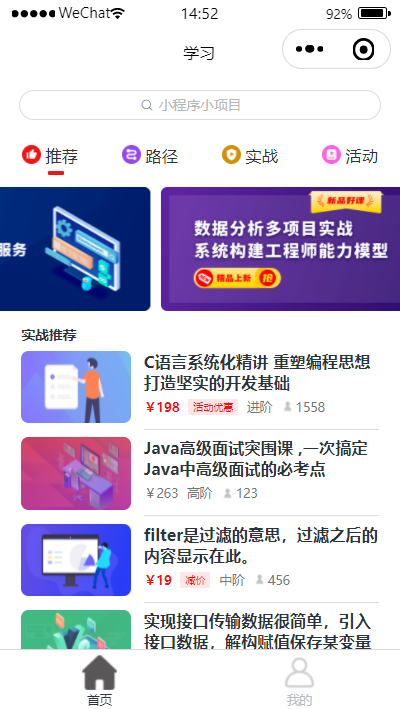 WeChat
14:52
92%
学习
小程序小项目
推荐
路径
实战
活动
服务
新品好课
数据分析多项目实战
系统构建工程师能力模型
精品上新 抢
实战推荐
C语言系统化精讲 重塑编程思想
打造坚实的开发基础
¥198 活动优惠 进阶 1558
Java高级面试突围课 ,一次搞定
Java中高级面试的必考点
¥263 高阶 123
filter是过滤的意思，过滤之后的
内容显示在此。
¥19 减价 中阶 456
实现接口传输数据很简单，引入
接口数据，解构赋值保存某变量
首页
我的